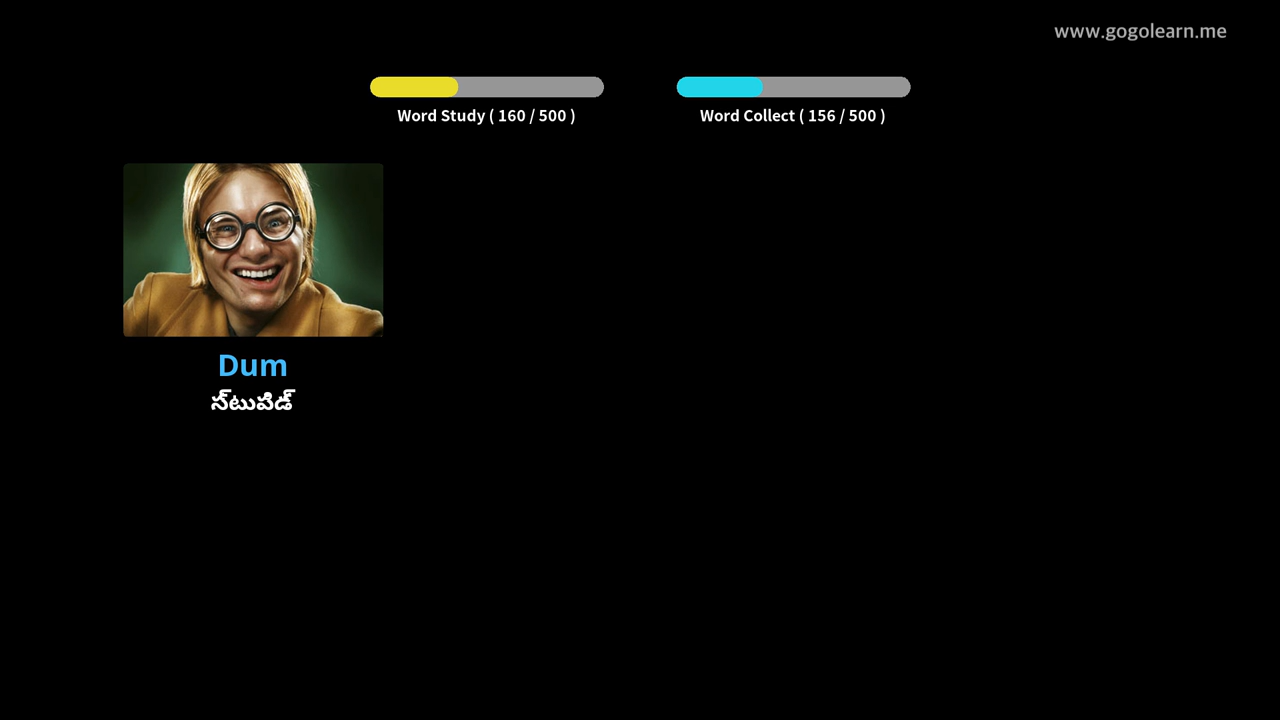 www.gogolearn.me
Word Study ( 160 / 500 )
Word Collect ( 156 / 500 )
Dum
స్‌టుపిడ్